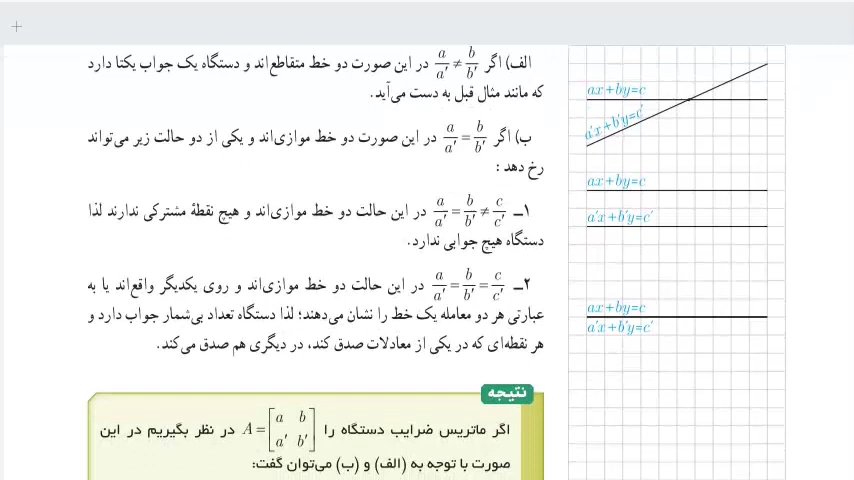 الف) اگر a/a′ ≠ b/b′ در این صورت دو خط متقاطع‌اند و دستگاه یک جواب یکتا دارد
که مانند مثال قبل به دست می‌آید.
ب) اگر a/a′ = b/b′ در این صورت دو خط موازی‌اند و یکی از دو حالت زیر می‌تواند
رخ دهد :
۱ــ a/a′ = b/b′ ≠ c/c′ در این حالت دو خط موازی‌اند و هیچ نقطهٔ مشترکی ندارند لذا
دستگاه هیچ جوابی ندارد.
۲ــ a/a′ = b/b′ = c/c′ در این حالت دو خط موازی‌اند و روی یکدیگر واقع‌اند یا به
عبارتی هر دو معامله یک خط را نشان می‌دهند؛ لذا دستگاه تعداد بی‌شمار جواب دارد و
هر نقطه‌ای که در یکی از معادلات صدق کند، در دیگری هم صدق می‌کند.
ax+by=c
a′x+b′y=c′
ax+by=c
a′x+b′y=c′
ax+by=c
a′x+b′y=c′
نتیجه
اگر ماتریس ضرایب دستگاه را A=[a b; a′ b′] در نظر بگیریم در این
صورت با توجه به (الف) و (ب) می‌توان گفت: